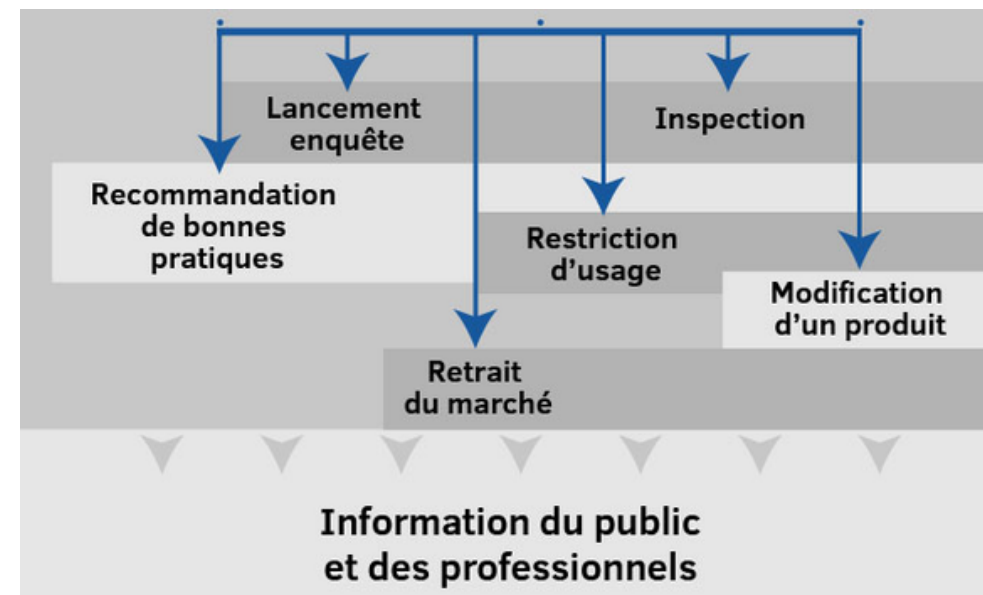 Lancement
enquête
Inspection
Recommandation
de bonnes
pratiques
Restriction
d’usage
Modification
d’un produit
Retrait
du marché
Information du public
et des professionnels